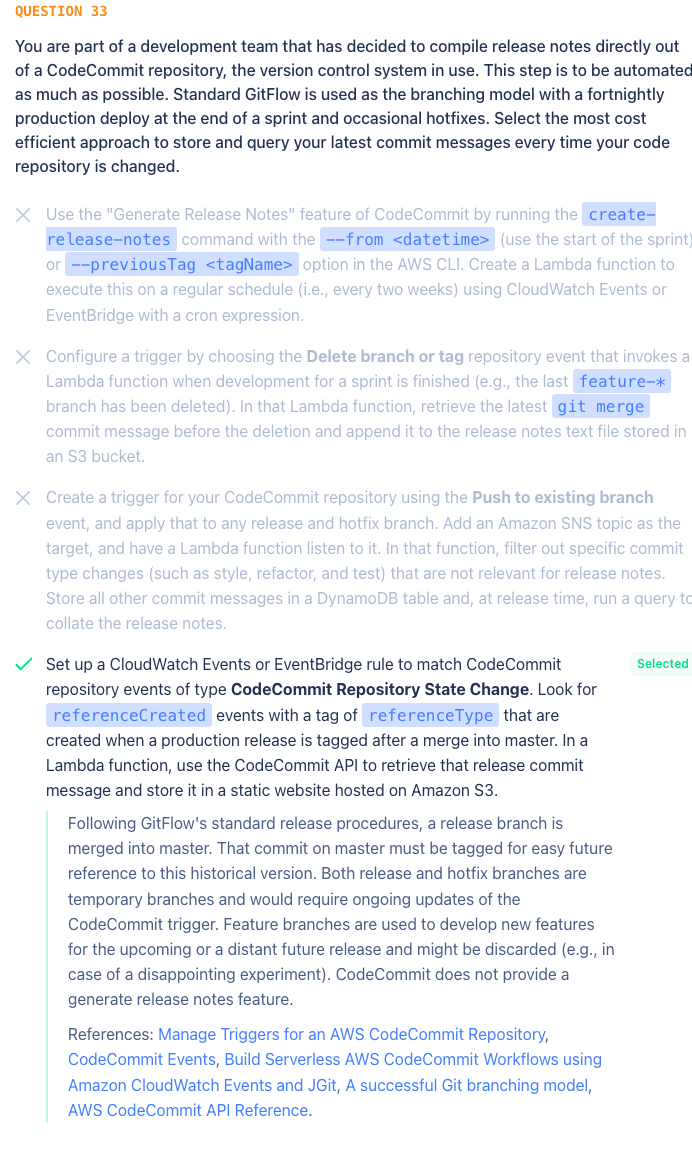 QUESTION 33
You are part of a development team that has decided to compile release notes directly out
of a CodeCommit repository, the version control system in use. This step is to be automated
as much as possible. Standard GitFlow is used as the branching model with a fortnightly
production deploy at the end of a sprint and occasional hotfixes. Select the most cost
efficient approach to store and query your latest commit messages every time your code
repository is changed.
Use the "Generate Release Notes" feature of CodeCommit by running the create-
release-notes command with the --from <datetime> (use the start of the sprint)
or --previousTag <tagName> option in the AWS CLI. Create a Lambda function to
execute this on a regular schedule (i.e., every two weeks) using CloudWatch Events or
EventBridge with a cron expression.
Configure a trigger by choosing the Delete branch or tag repository event that invokes a
Lambda function when development for a sprint is finished (e.g., the last feature-*
branch has been deleted). In that Lambda function, retrieve the latest git merge
commit message before the deletion and append it to the release notes text file stored in
an S3 bucket.
Create a trigger for your CodeCommit repository using the Push to existing branch
event, and apply that to any release and hotfix branch. Add an Amazon SNS topic as the
target, and have a Lambda function listen to it. In that function, filter out specific commit
type changes (such as style, refactor, and test) that are not relevant for release notes.
Store all other commit messages in a DynamoDB table and, at release time, run a query to
collate the release notes.
Set up a CloudWatch Events or EventBridge rule to match CodeCommit Selected
repository events of type CodeCommit Repository State Change. Look for
referenceCreated events with a tag of referenceType that are
created when a production release is tagged after a merge into master. In a
Lambda function, use the CodeCommit API to retrieve that release commit
message and store it in a static website hosted on Amazon S3.
Following GitFlow's standard release procedures, a release branch is
merged into master. That commit on master must be tagged for easy future
reference to this historical version. Both release and hotfix branches are
temporary branches and would require ongoing updates of the
CodeCommit trigger. Feature branches are used to develop new features
for the upcoming or a distant future release and might be discarded (e.g., in
case of a disappointing experiment). CodeCommit does not provide a
generate release notes feature.
References: Manage Triggers for an AWS CodeCommit Repository,
CodeCommit Events, Build Serverless AWS CodeCommit Workflows using
Amazon CloudWatch Events and JGit, A successful Git branching model,
AWS CodeCommit API Reference.